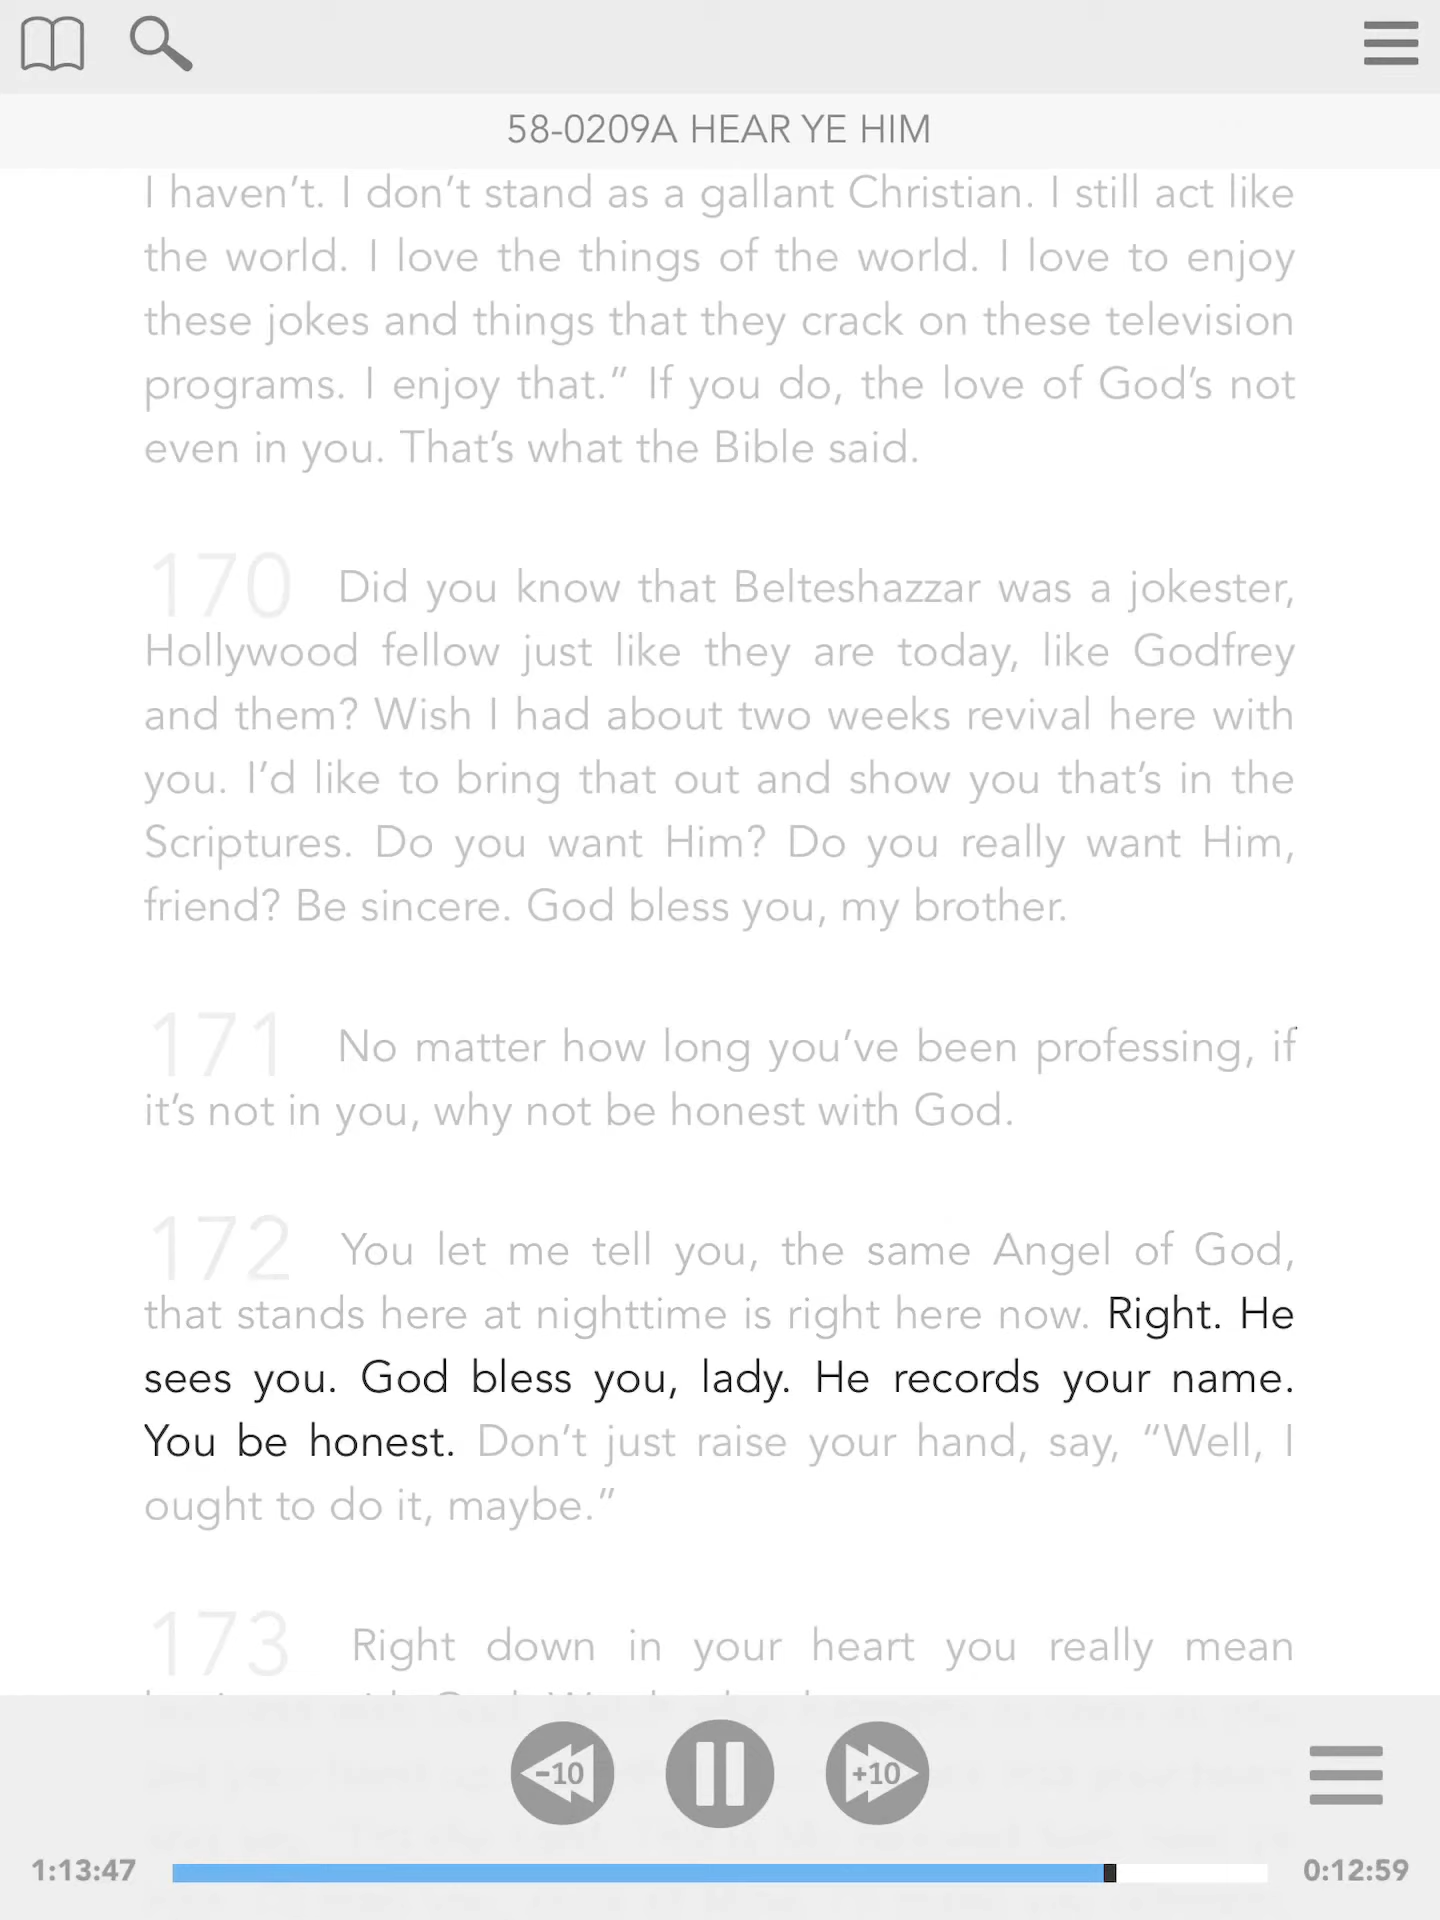 58-0209A HEAR YE HIM
I haven’t. I don’t stand as a gallant Christian. I still act like
the world. I love the things of the world. I love to enjoy
these jokes and things that they crack on these television
programs. I enjoy that.” If you do, the love of God’s not
even in you. That’s what the Bible said.
170 Did you know that Belteshazzar was a jokester,
Hollywood fellow just like they are today, like Godfrey
and them? Wish I had about two weeks revival here with
you. I’d like to bring that out and show you that’s in the
Scriptures. Do you want Him? Do you really want Him,
friend? Be sincere. God bless you, my brother.
171 No matter how long you’ve been professing, if
it’s not in you, why not be honest with God.
172 You let me tell you, the same Angel of God,
that stands here at nighttime is right here now. Right. He
sees you. God bless you, lady. He records your name.
You be honest. Don’t just raise your hand, say, “Well, I
ought to do it, maybe.”
173 Right down in your heart you really mean
-10 +10
1:13:47 0:12:59